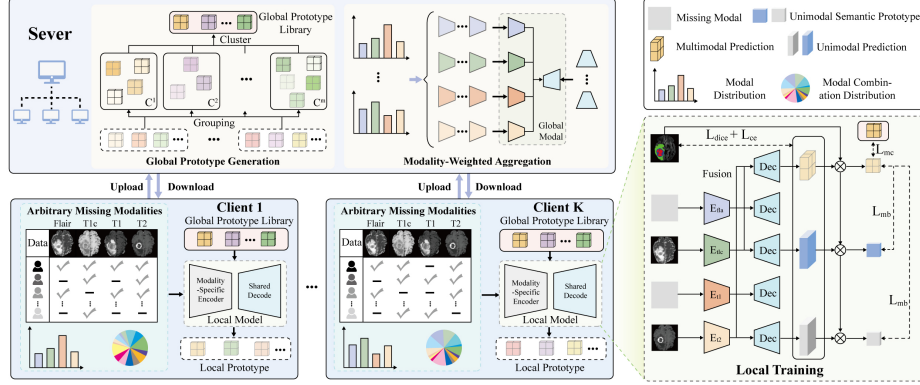 Sever
Global Prototype
Library
Cluster
C¹
C²
Cᵐ
Grouping
Global Prototype Generation
Global
Modal
Modality-Weighted Aggregation
Upload
Download
Upload
Download
Client 1
Arbitrary Missing Modalities
Flair
T1c
T1
T2
Data
Global Prototype Library
Modality
-Specific
Encoder
Shared
Decode
Local Model
Local Prototype
Client K
Arbitrary Missing Modalities
Flair
T1c
T1
T2
Data
Global Prototype Library
Modality
-Specific
Encoder
Shared
Decode
Local Model
Local Prototype
Missing Modal
Unimodal Semantic Prototype
Multimodal Prediction
Unimodal Prediction
Modal
Distribution
Modal Combin-
ation Distribution
L_dice + L_ce
L_mc
Fusion
Dec
E_fla
Dec
L_mb
E_t1c
Dec
L_mb
E_t1
Dec
E_t2
Dec
Local Training